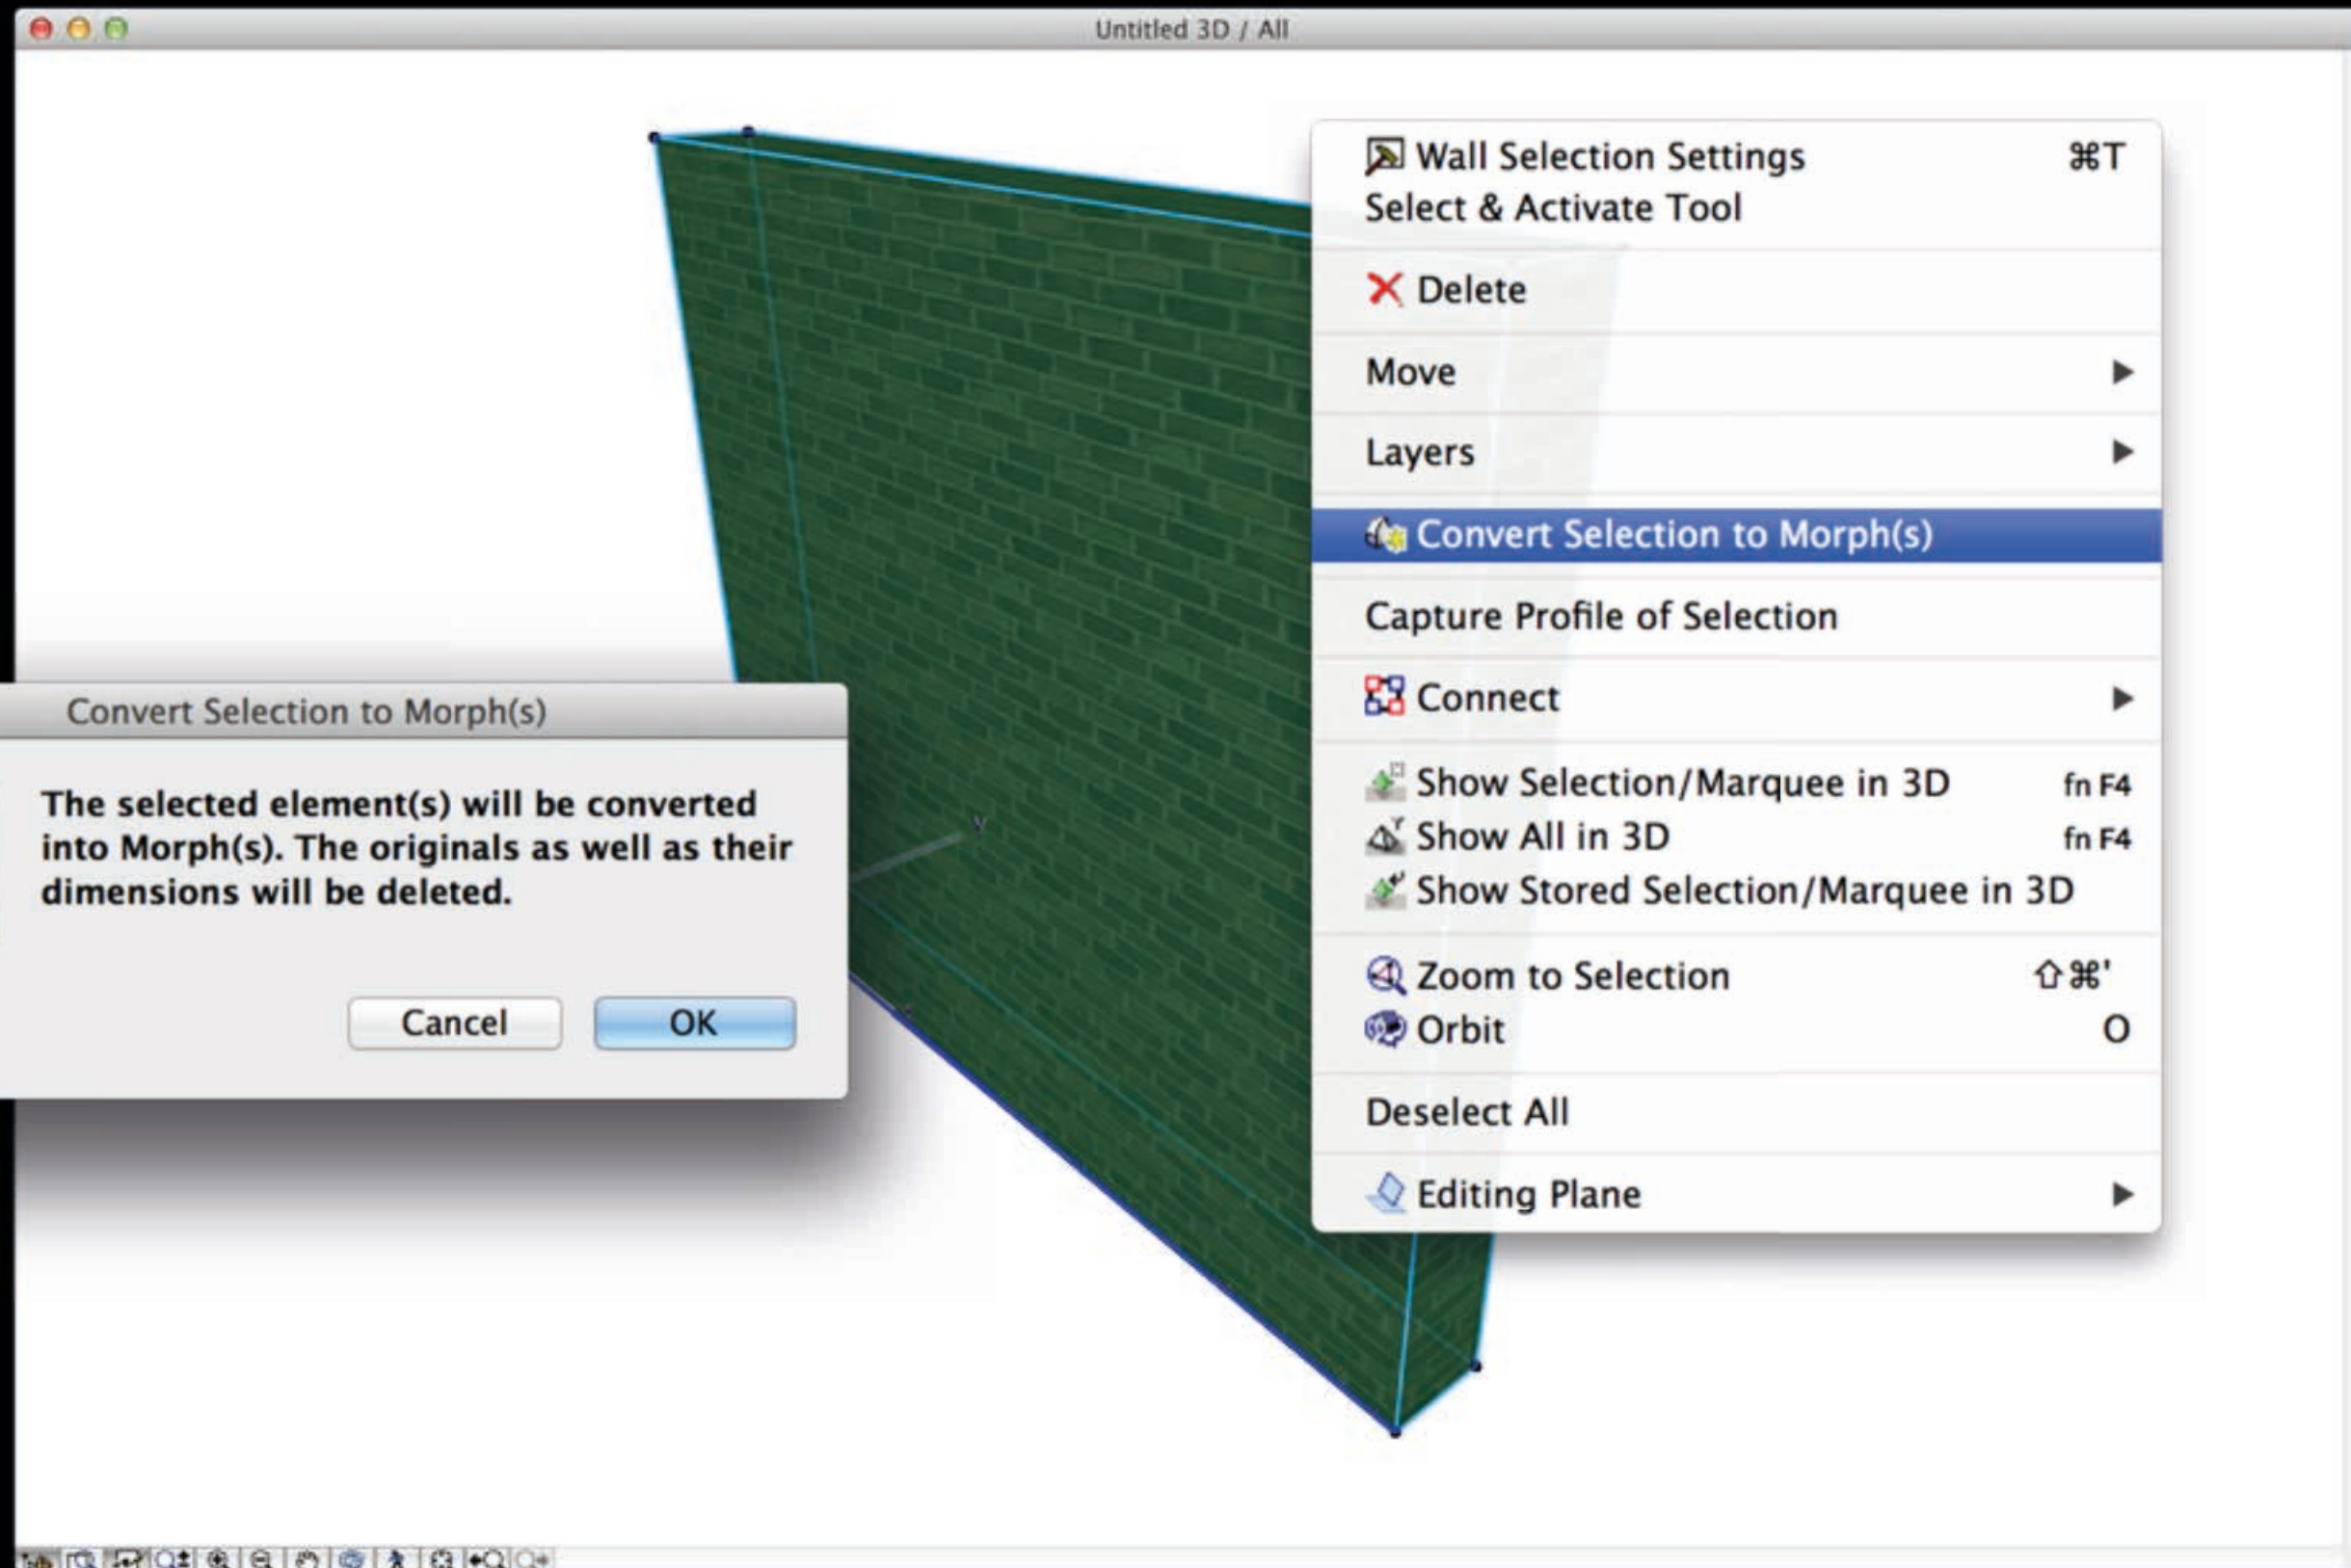 Untitled 3D / All
Wall Selection Settings ⌘T
Select & Activate Tool
Delete
Move
Layers
Convert Selection to Morph(s)
Capture Profile of Selection
Connect
Show Selection/Marquee in 3D fn F4
Show All in 3D fn F4
Show Stored Selection/Marquee in 3D
Zoom to Selection ⇧⌘'
Orbit O
Deselect All
Editing Plane
Convert Selection to Morph(s)
The selected element(s) will be converted
into Morph(s). The originals as well as their
dimensions will be deleted.
Cancel OK
y